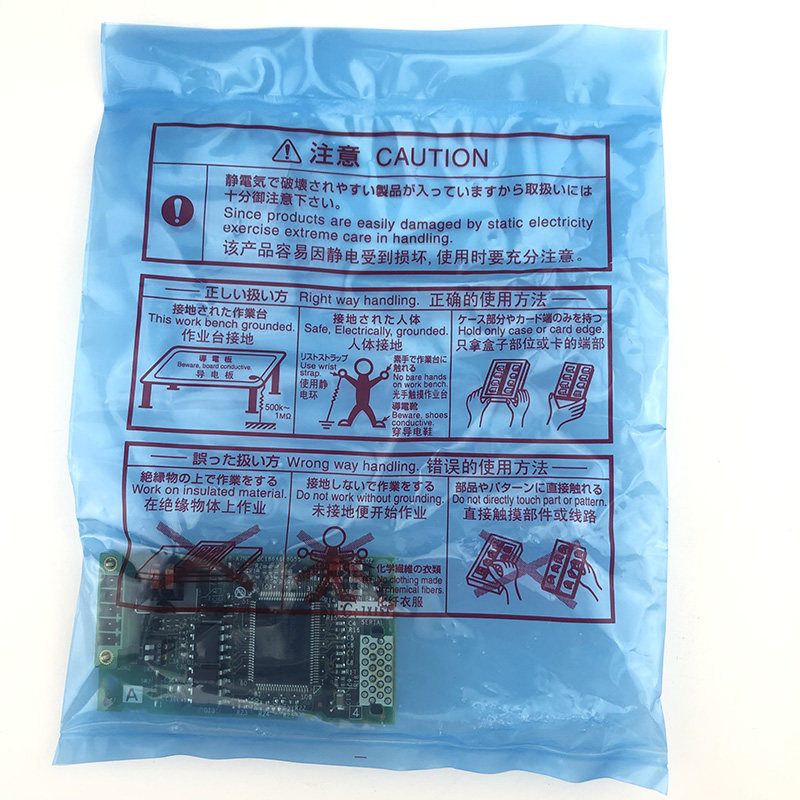 注意 CAUTION
静電気で破壊されやすい製品が入っていますから取扱いには
十分御注意下さい。
Since products are easily damaged by static electricity
exercise extreme care in handling.
该产品容易因静电受到损坏,使用时要充分注意.
正しい扱い方 Right way handling. 正确的使用方法
接地された作業台
This work bench grounded.
作业台接地
導電板
Beware, board conductive.
导电板
500k~
1MΩ
接地された人体
Safe, Electrically, grounded.
人体接地
リストストラップ
Use wrist
strap.
使用静
电环
素手で作業台に
触れる
No bare hands
on work bench.
光手触摸作业台
導電靴
Beware, shoes
conductive.
穿导电鞋
ケース部分やカード端のみを持つ
Hold only case or card edge.
只拿盒子部位或卡的端部
誤った扱い方 Wrong way handling. 错误的使用方法
絶縁物の上で作業をする
Work on insulated material.
在绝缘物体上作业
接地しないで作業をする
Do not work without grounding.
未接地便开始作业
化学繊維の衣類
No clothing made
of chemical fibers.
化纤衣服
部品やパターンに直接触れる
Do not directly touch part or pattern.
直接触摸部件或线路
SERIA
A
4